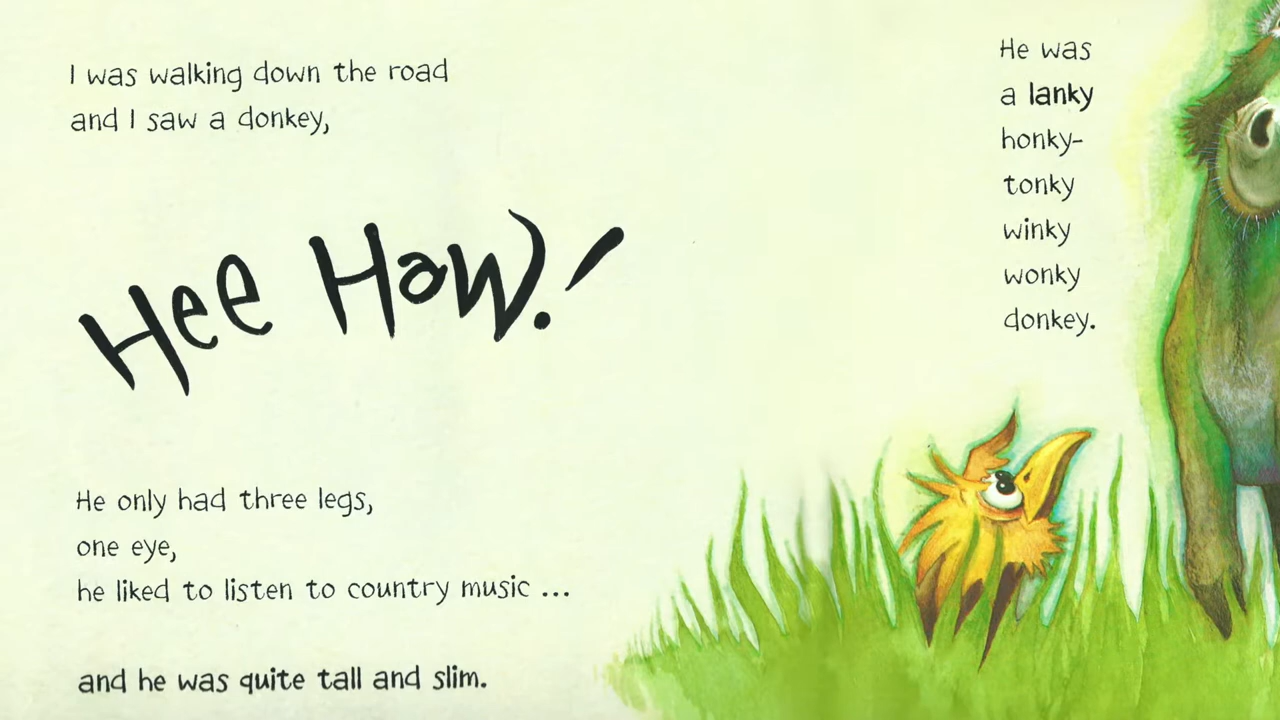 I was walking down the road
and I saw a donkey,
Hee Haw!
He only had three legs,
one eye,
he liked to listen to country music ...
and he was quite tall and slim.
He was
a lanky
honky-
tonky
winky
wonky
donkey.